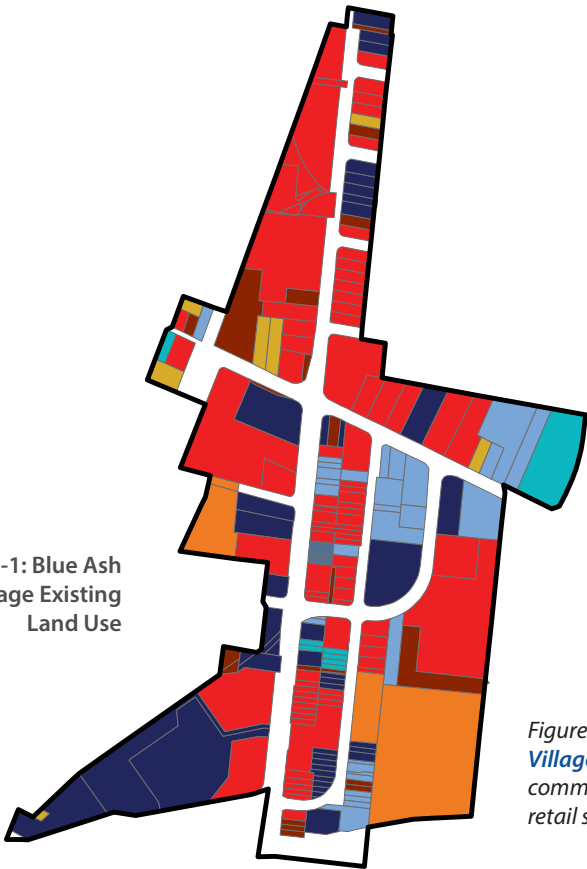 -1: Blue Ash
age Existing
Land Use
Figure
Village
comm
retail s